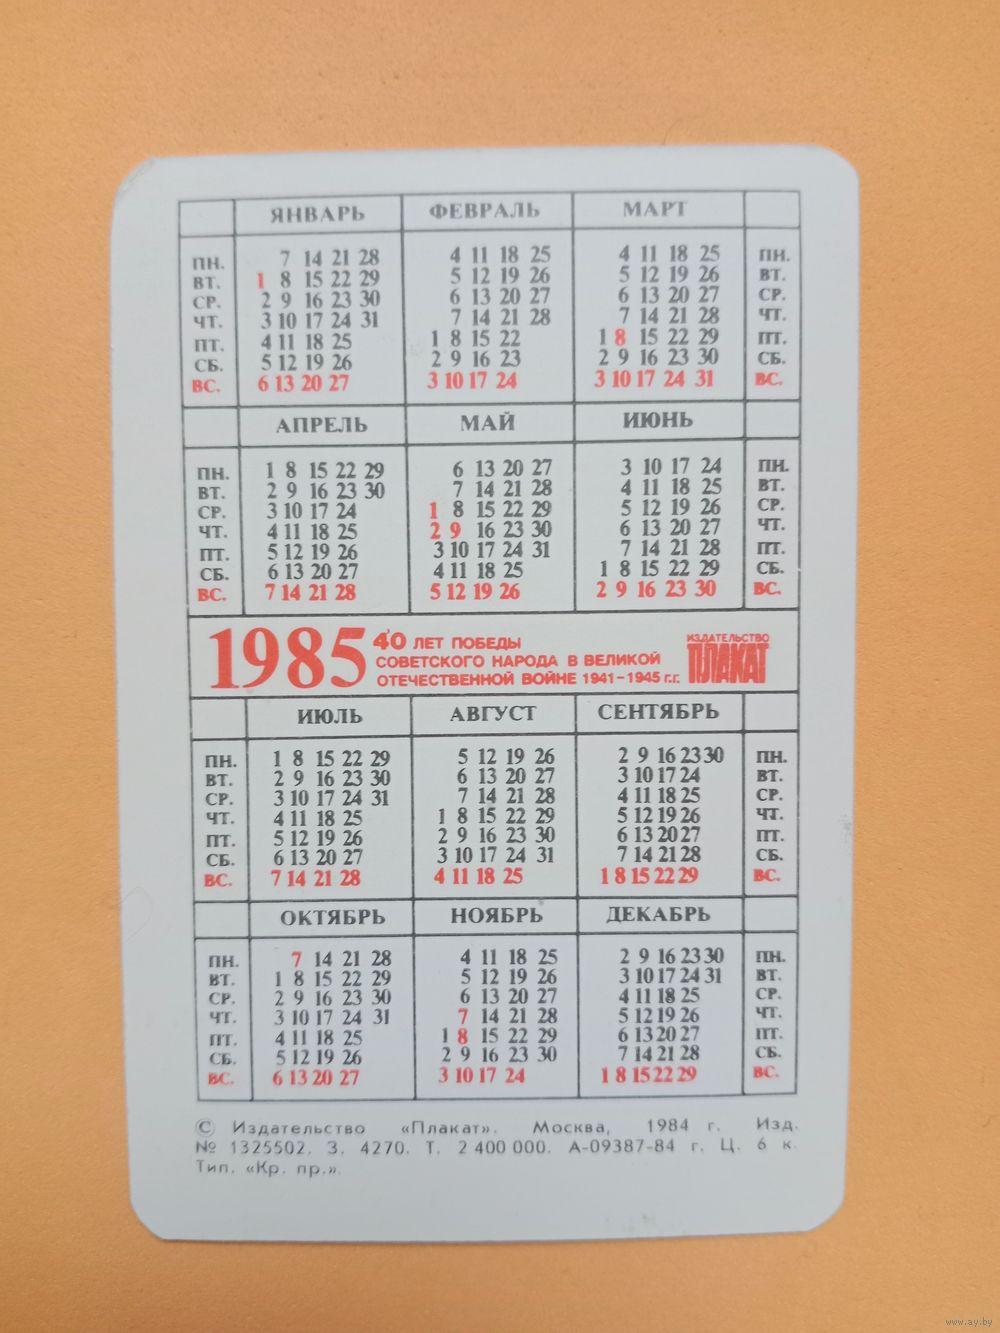 ЯНВАРЬ ФЕВРАЛЬ МАРТ
ПН. 7 14 21 28 4 11 18 25 4 11 18 25 ПН.
ВТ. 1 8 15 22 29 5 12 19 26 5 12 19 26 ВТ.
СР. 2 9 16 23 30 6 13 20 27 6 13 20 27 СР.
ЧТ. 3 10 17 24 31 7 14 21 28 7 14 21 28 ЧТ.
ПТ. 4 11 18 25 1 8 15 22 1 8 15 22 29 ПТ.
СБ. 5 12 19 26 2 9 16 23 2 9 16 23 30 СБ.
ВС. 6 13 20 27 3 10 17 24 3 10 17 24 31 ВС.
АПРЕЛЬ МАЙ ИЮНЬ
ПН. 1 8 15 22 29 6 13 20 27 3 10 17 24 ПН.
ВТ. 2 9 16 23 30 7 14 21 28 4 11 18 25 ВТ.
СР. 3 10 17 24 1 8 15 22 29 5 12 19 26 СР.
ЧТ. 4 11 18 25 2 9 16 23 30 6 13 20 27 ЧТ.
ПТ. 5 12 19 26 3 10 17 24 31 7 14 21 28 ПТ.
СБ. 6 13 20 27 4 11 18 25 1 8 15 22 29 СБ.
ВС. 7 14 21 28 5 12 19 26 2 9 16 23 30 ВС.
1985 40 ЛЕТ ПОБЕДЫ
СОВЕТСКОГО НАРОДА В ВЕЛИКОЙ
ОТЕЧЕСТВЕННОЙ ВОЙНЕ 1941-1945 г.г.
ИЗДАТЕЛЬСТВО
ПЛАКАТ
ИЮЛЬ АВГУСТ СЕНТЯБРЬ
ПН. 1 8 15 22 29 5 12 19 26 2 9 16 23 30 ПН.
ВТ. 2 9 16 23 30 6 13 20 27 3 10 17 24 ВТ.
СР. 3 10 17 24 31 7 14 21 28 4 11 18 25 СР.
ЧТ. 4 11 18 25 1 8 15 22 29 5 12 19 26 ЧТ.
ПТ. 5 12 19 26 2 9 16 23 30 6 13 20 27 ПТ.
СБ. 6 13 20 27 3 10 17 24 31 7 14 21 28 СБ.
ВС. 7 14 21 28 4 11 18 25 1 8 15 22 29 ВС.
ОКТЯБРЬ НОЯБРЬ ДЕКАБРЬ
ПН. 7 14 21 28 4 11 18 25 2 9 16 23 30 ПН.
ВТ. 1 8 15 22 29 5 12 19 26 3 10 17 24 31 ВТ.
СР. 2 9 16 23 30 6 13 20 27 4 11 18 25 СР.
ЧТ. 3 10 17 24 31 7 14 21 28 5 12 19 26 ЧТ.
ПТ. 4 11 18 25 1 8 15 22 29 6 13 20 27 ПТ.
СБ. 5 12 19 26 2 9 16 23 30 7 14 21 28 СБ.
ВС. 6 13 20 27 3 10 17 24 1 8 15 22 29 ВС.
© Издательство «Плакат». Москва, 1984 г. Изд.
№ 1325502. З. 4270. Т. 2 400 000. А-09387-84 г. Ц. 6 к.
Тип. «Кр. пр.».
www.ay.by